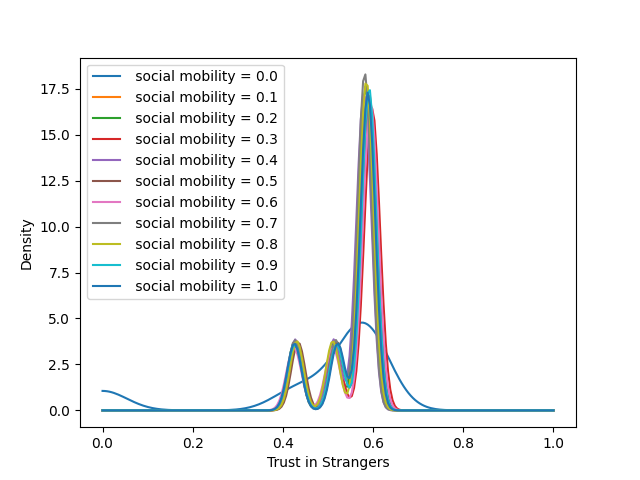 social mobility = 0.0
social mobility = 0.1
social mobility = 0.2
social mobility = 0.3
social mobility = 0.4
social mobility = 0.5
social mobility = 0.6
social mobility = 0.7
social mobility = 0.8
social mobility = 0.9
social mobility = 1.0
17.5
15.0
12.5
10.0
7.5
5.0
2.5
0.0
Density
0.0 0.2 0.4 0.6 0.8 1.0
Trust in Strangers